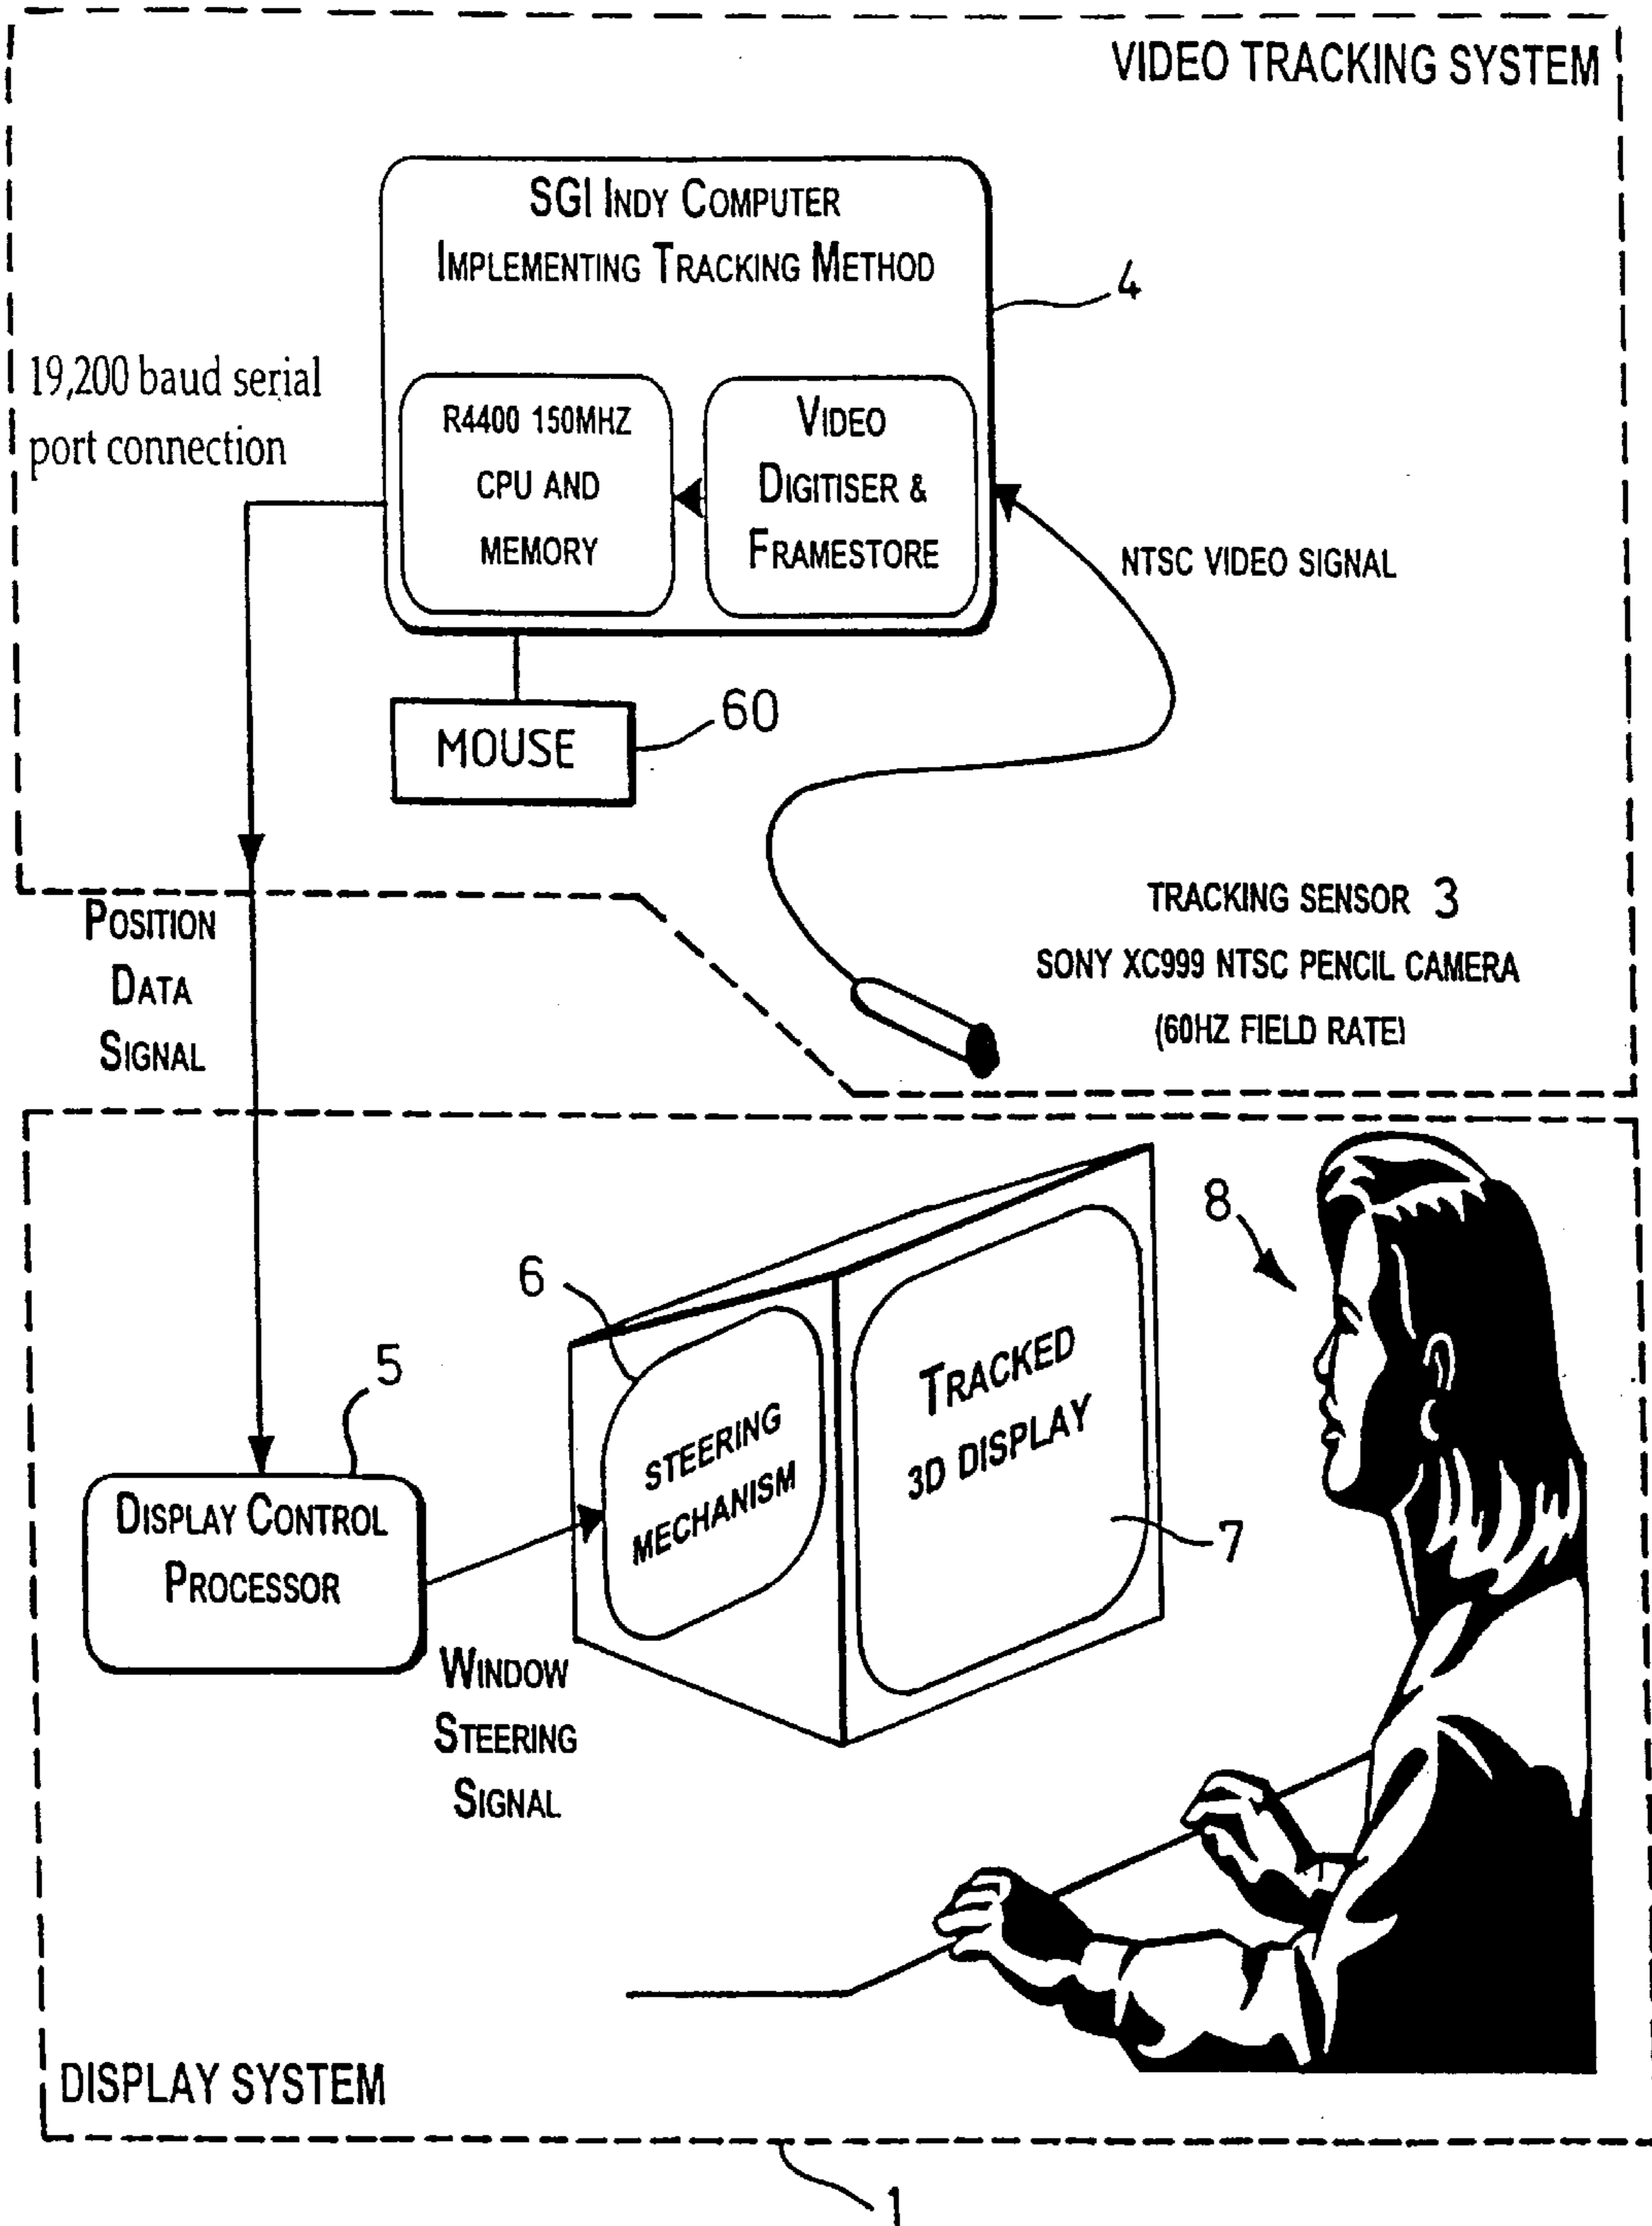 VIDEO TRACKING SYSTEM
SGI INDY COMPUTER
IMPLEMENTING TRACKING METHOD
4
19,200 baud serial
port connection
R4400 150MHZ
CPU AND
MEMORY
VIDEO
DIGITISER &
FRAMESTORE
NTSC VIDEO SIGNAL
MOUSE
60
TRACKING SENSOR 3
SONY XC999 NTSC PENCIL CAMERA
(60HZ FIELD RATE)
POSITION
DATA
SIGNAL
8
6
5
STEERING
MECHANISM
TRACKED
3D DISPLAY
7
DISPLAY CONTROL
PROCESSOR
WINDOW
STEERING
SIGNAL
DISPLAY SYSTEM
1